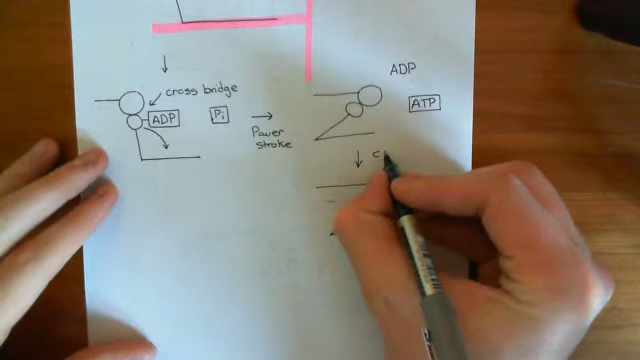 cross bridge
ADP
Pi
Power
stroke
ADP
ATP
c